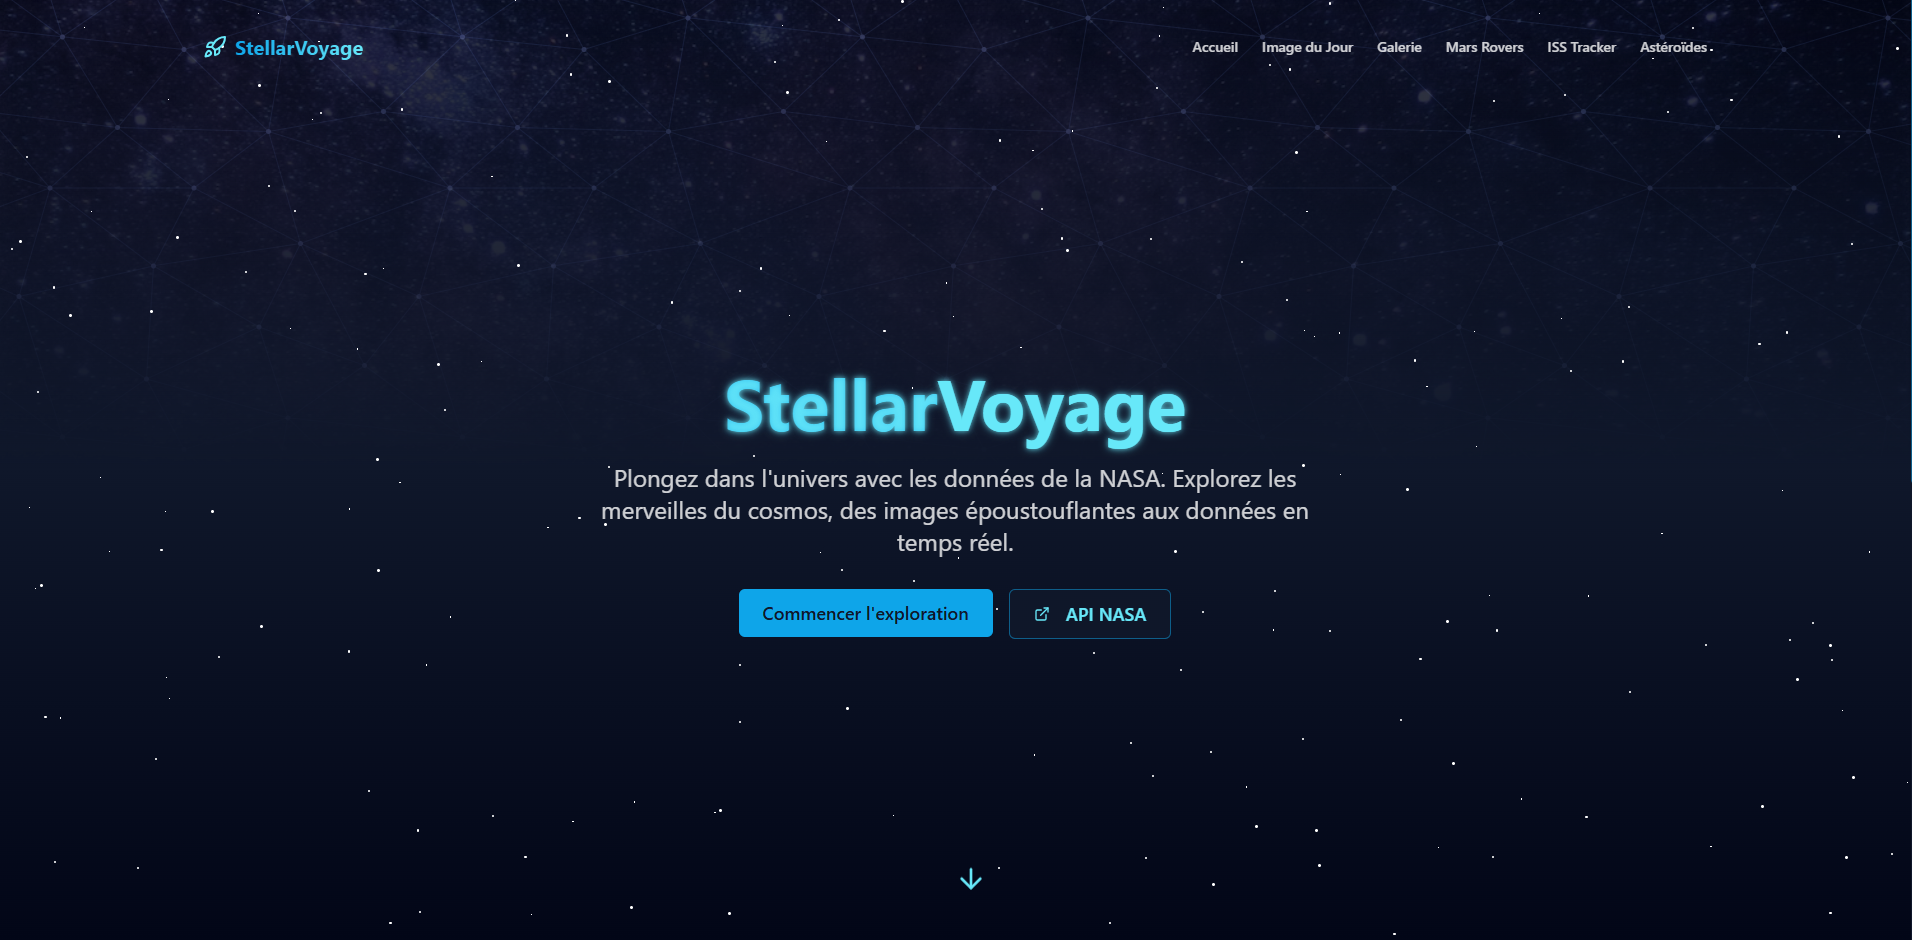 StellarVoyage
Accueil Image du Jour Galerie Mars Rovers ISS Tracker Astéroïdes
StellarVoyage
Plongez dans l'univers avec les données de la NASA. Explorez les
merveilles du cosmos, des images époustouflantes aux données en
temps réel.
Commencer l'exploration
API NASA